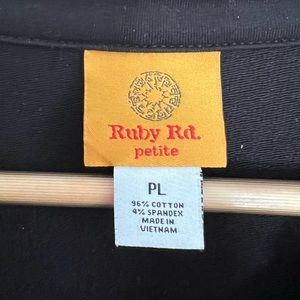 Ruby Rd.
petite
PL
96% COTTON
4% SPANDEX
MADE IN
VIETNAM